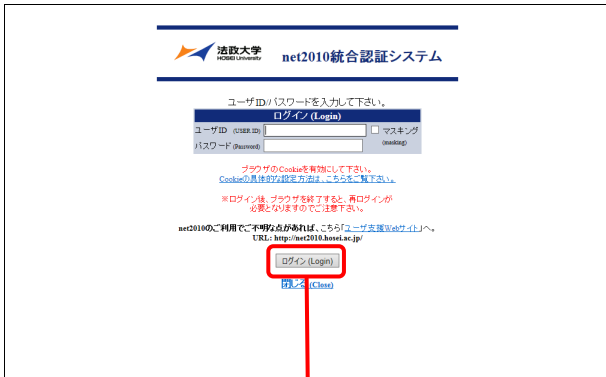 法政大学
HOSEI University
net2010統合認証システム
ユーザID/パスワードを入力して下さい。
ログイン (Login)
ユーザID (USER ID)
マスキング
(masking)
パスワード (Password)
ブラウザのCookieを有効にして下さい。
Cookieの具体的な設定方法は、こちらをご覧下さい。
※ログイン後、ブラウザを終了すると、再ログインが
必要となりますのでご注意下さい。
net2010のご利用でご不明な点があれば、こちら「ユーザ支援Webサイト」へ。
URL: http://net2010.hosei.ac.jp/
ログイン (Login)
閉じる (Close)